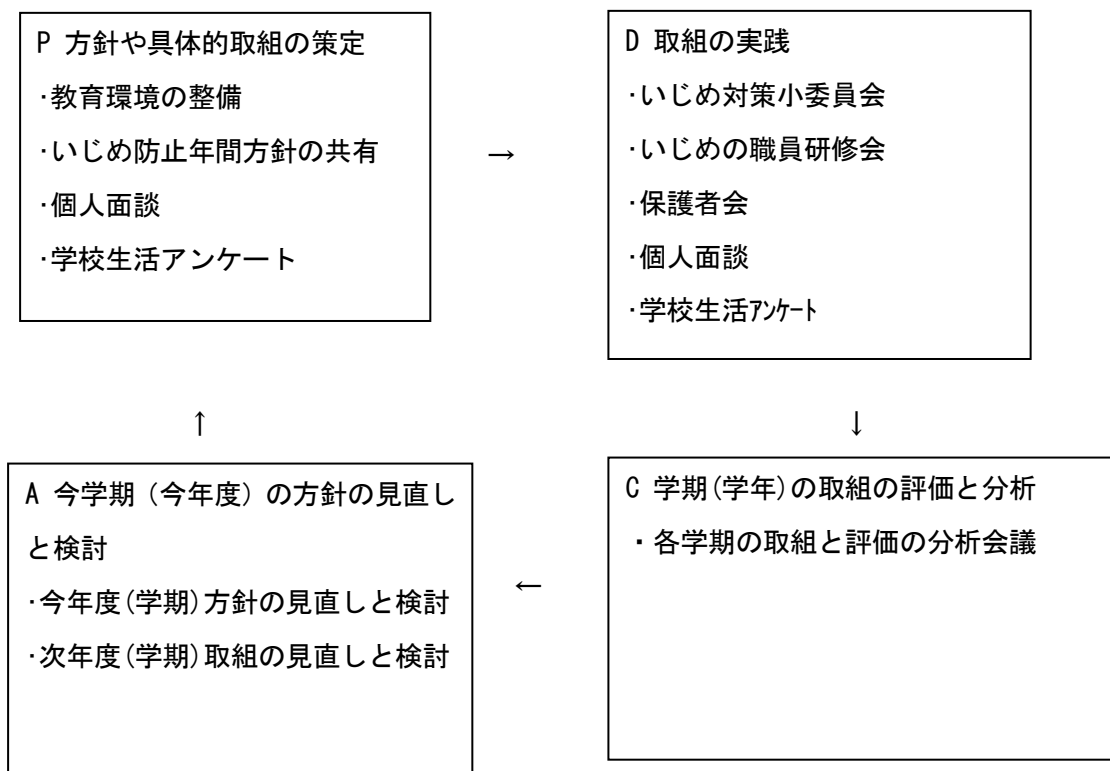 P 方針や具体的取組の策定
・教育環境の整備
・いじめ防止年間方針の共有
・個人面談
・学校生活アンケート
→
D 取組の実践
・いじめ対策小委員会
・いじめの職員研修会
・保護者会
・個人面談
・学校生活ｱﾝｹｰﾄ
↑
↓
A 今学期（今年度）の方針の見直し
と検討
・今年度(学期)方針の見直しと検討
・次年度(学期)取組の見直しと検討
←
C 学期(学年)の取組の評価と分析
・各学期の取組と評価の分析会議